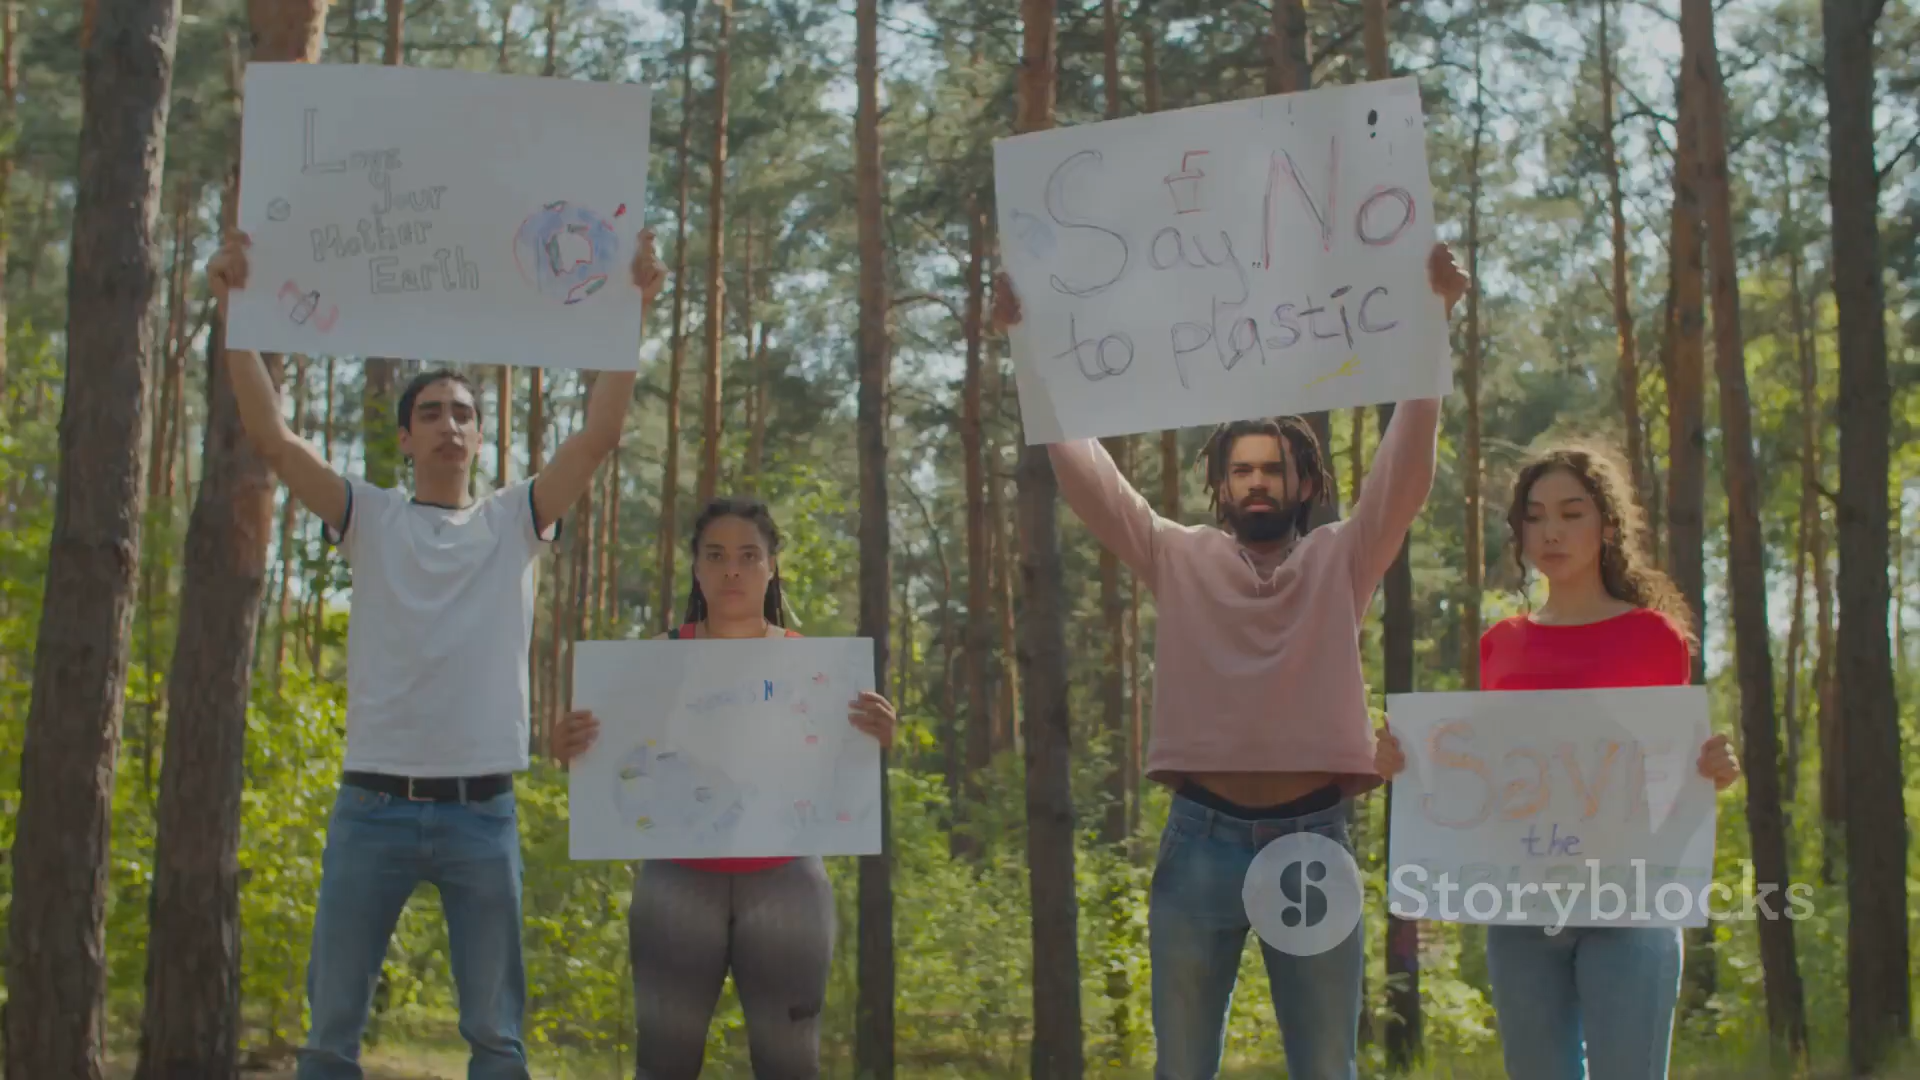 Love
your
Mother
Earth
Say No
to plastic
Save
the
Storyblocks